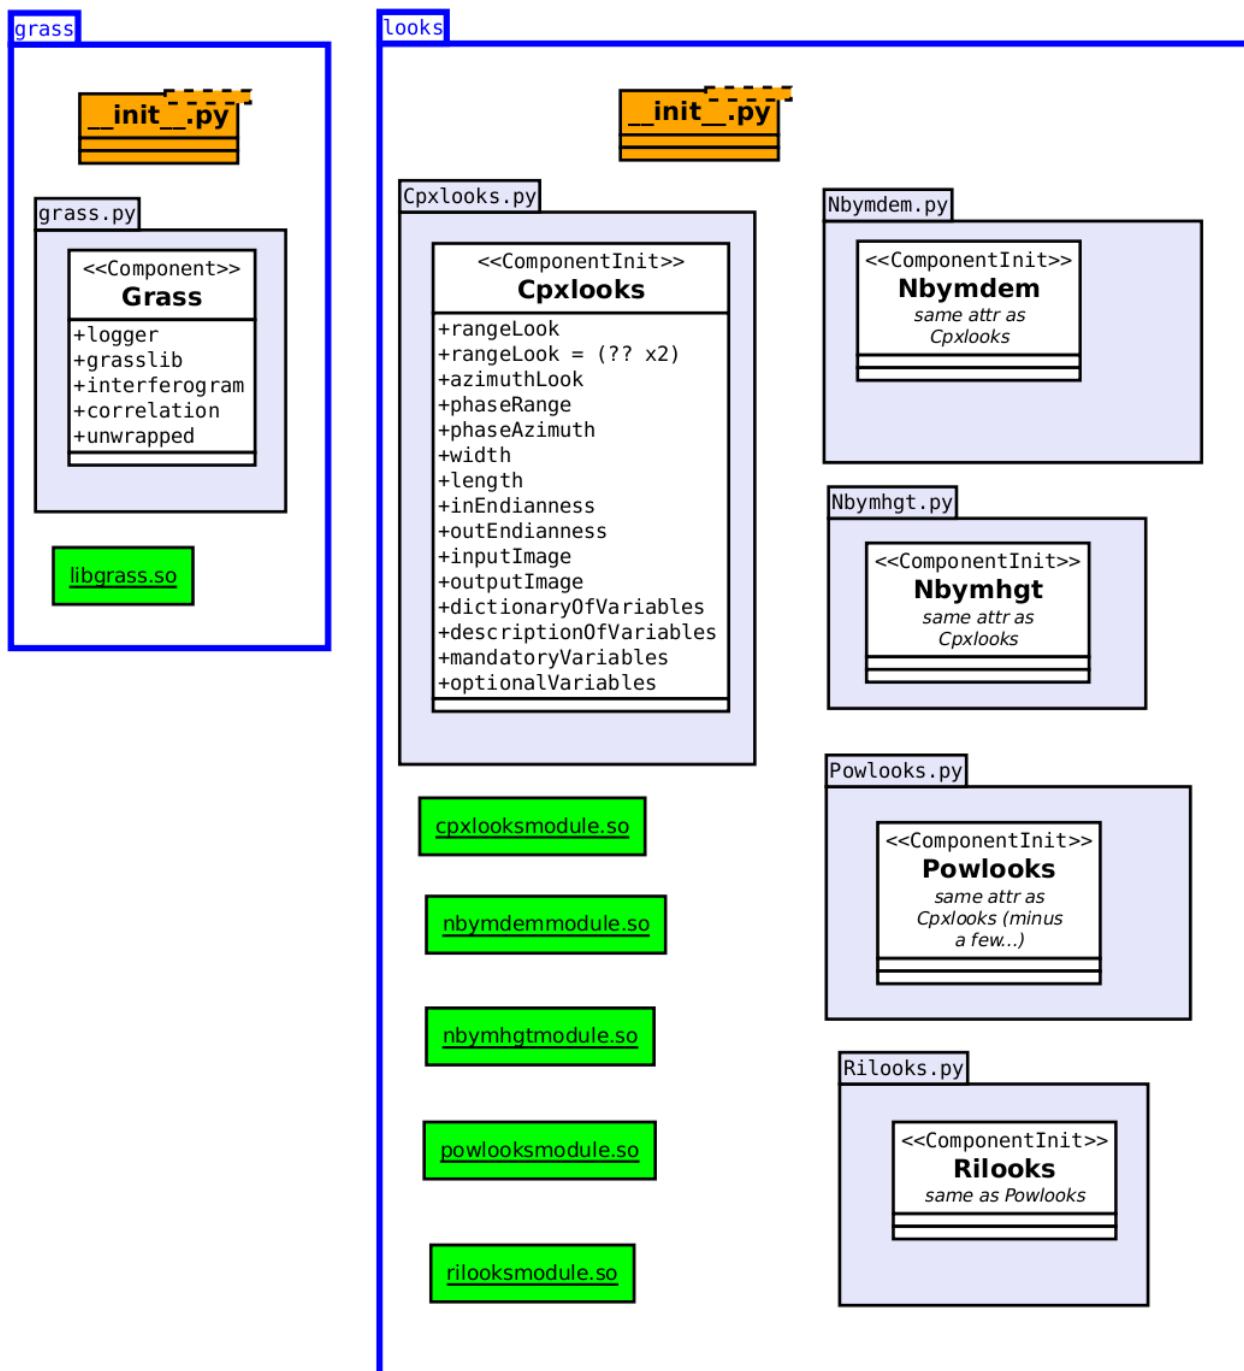 grass
__init__.py
grass.py
<<Component>>
Grass
+logger
+grasslib
+interferogram
+correlation
+unwrapped
libgrass.so
looks
__init__.py
Cpxlooks.py
<<ComponentInit>>
Cpxlooks
+rangeLook
+rangeLook = (?? x2)
+azimuthLook
+phaseRange
+phaseAzimuth
+width
+length
+inEndianness
+outEndianness
+inputImage
+outputImage
+dictionaryOfVariables
+descriptionOfVariables
+mandatoryVariables
+optionalVariables
cpxlooksmodule.so
nbymdemmodule.so
nbymhgtmodule.so
powlooksmodule.so
rilooksmodule.so
Nbymdem.py
<<ComponentInit>>
Nbymdem
same attr as
Cpxlooks
Nbymhgt.py
<<ComponentInit>>
Nbymhgt
same attr as
Cpxlooks
Powlooks.py
<<ComponentInit>>
Powlooks
same attr as
Cpxlooks (minus
a few...)
Rilooks.py
<<ComponentInit>>
Rilooks
same as Powlooks